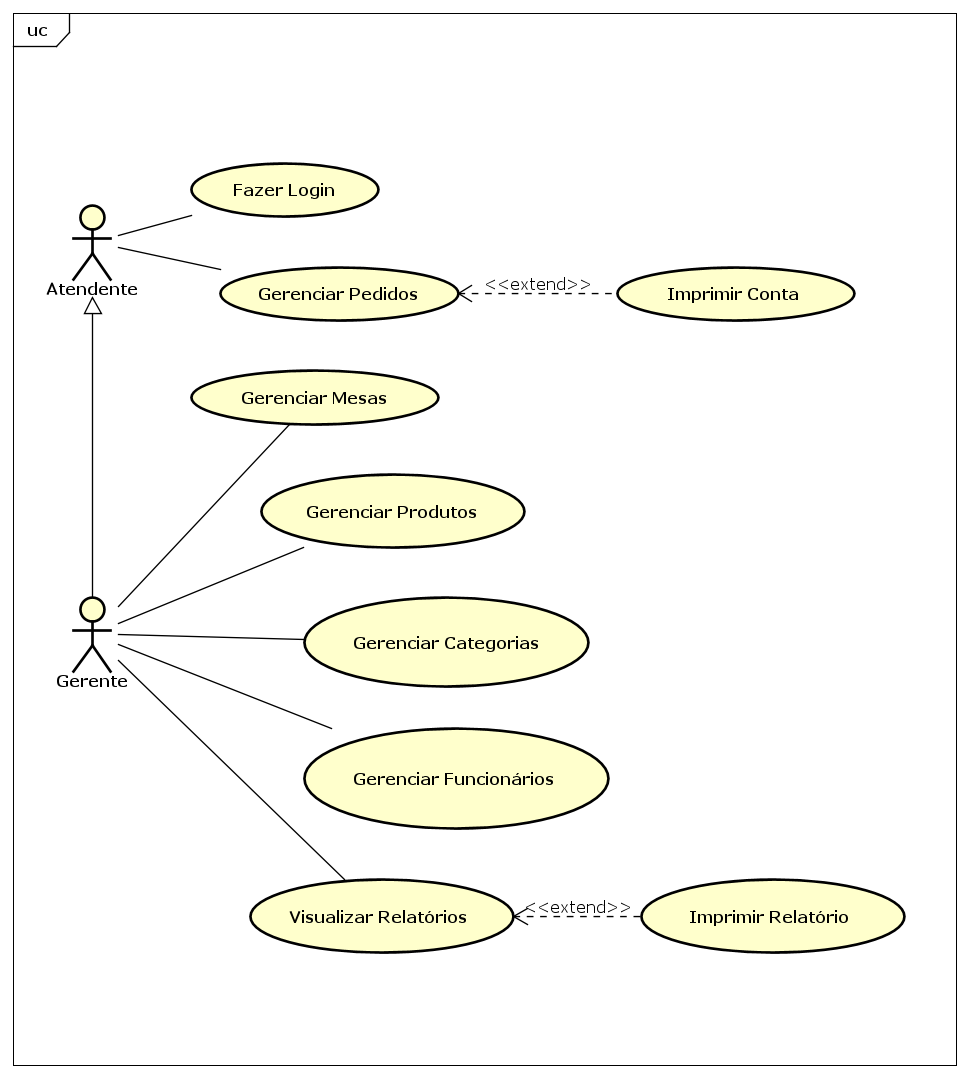 uc
Fazer Login
Atendente
Gerenciar Pedidos
<<extend>>
Imprimir Conta
Gerenciar Mesas
Gerenciar Produtos
Gerenciar Categorias
Gerente
Gerenciar Funcionários
Visualizar Relatórios
<<extend>>
Imprimir Relatório